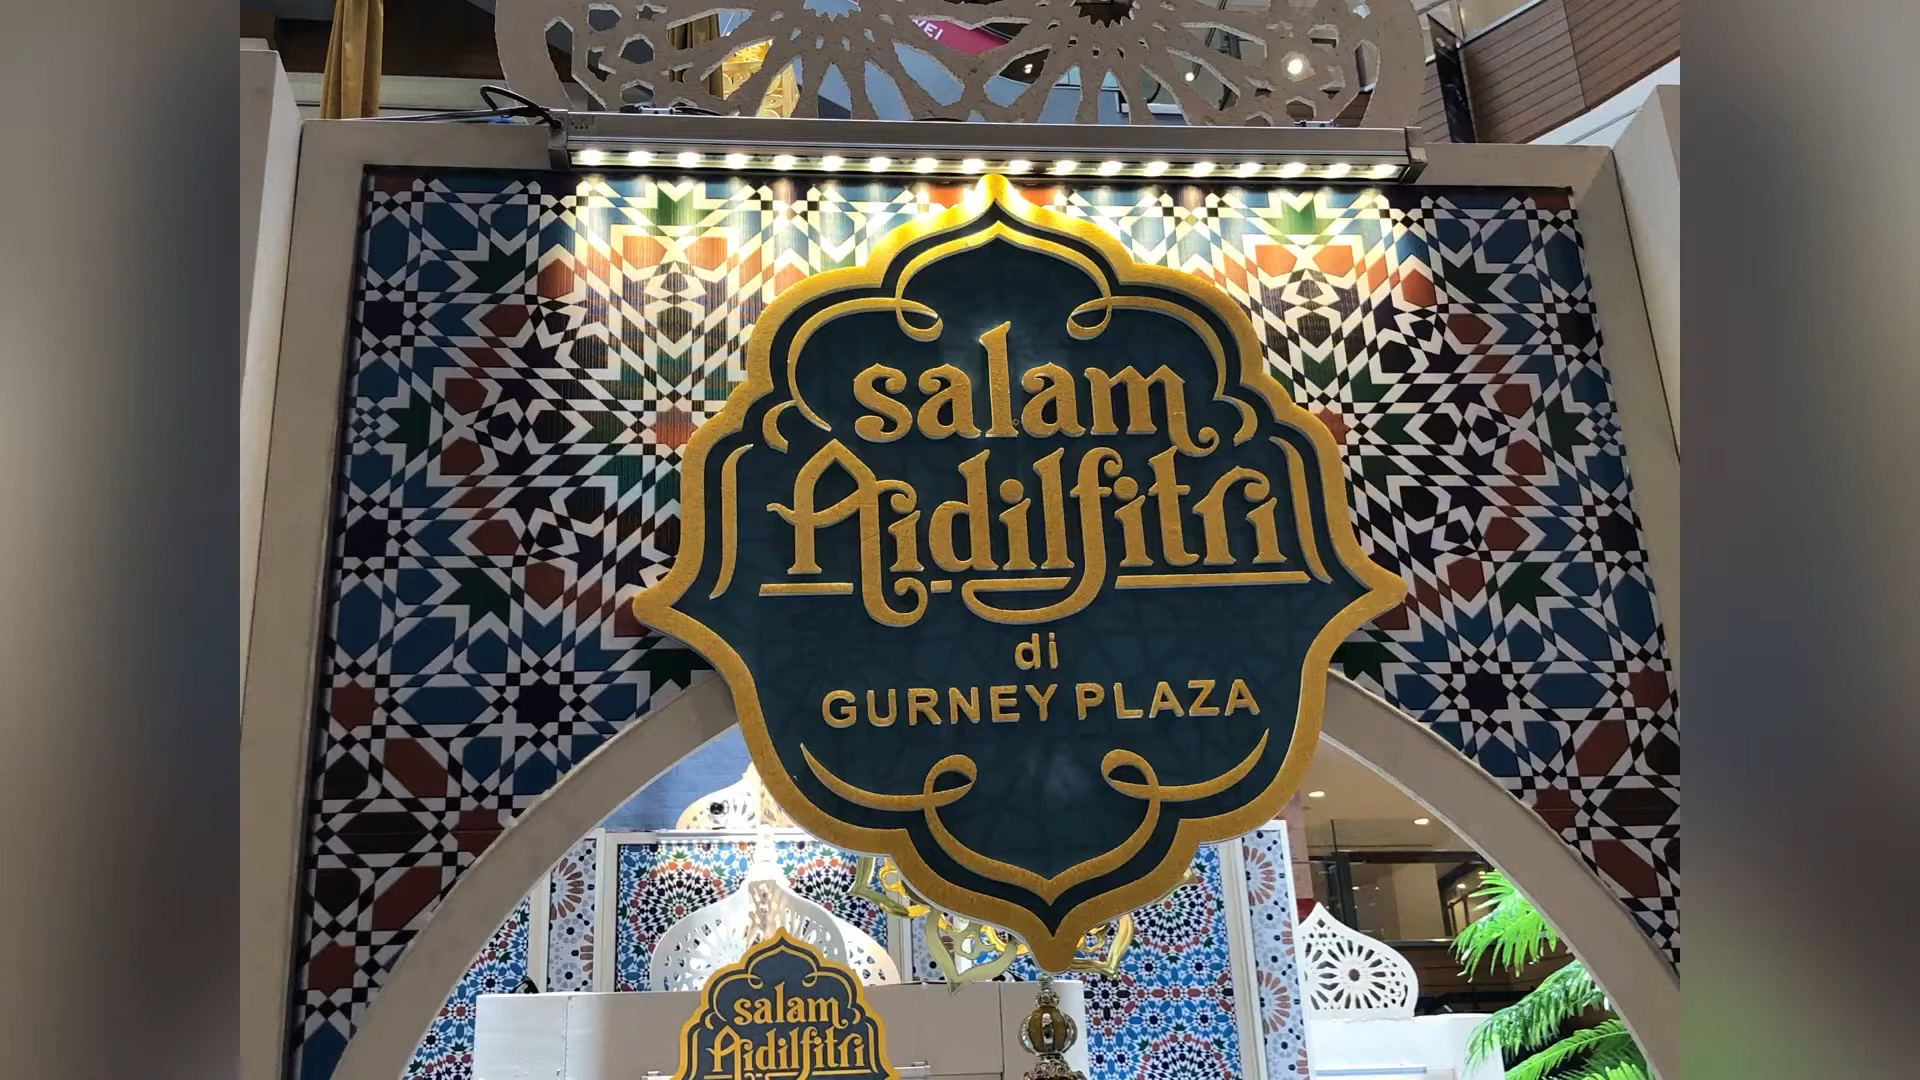 salam
Aidilfitri
di
GURNEY PLAZA
salam
Aidilfitri